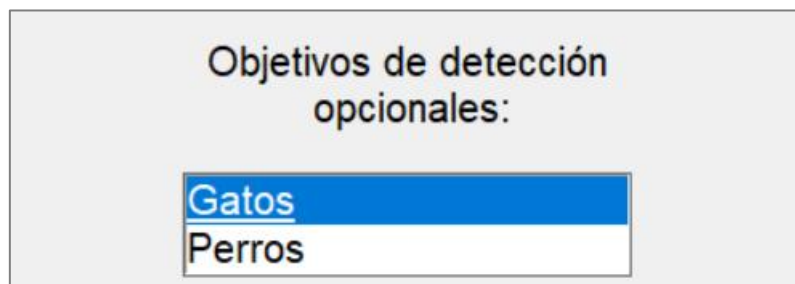 Objetivos de detección
opcionales:
Gatos
Perros